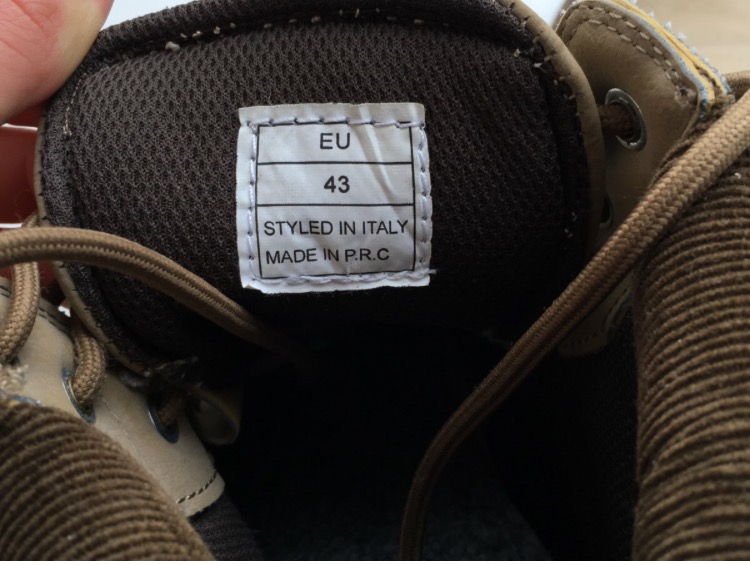 EU
43
STYLED IN ITALY
MADE IN P.R.C